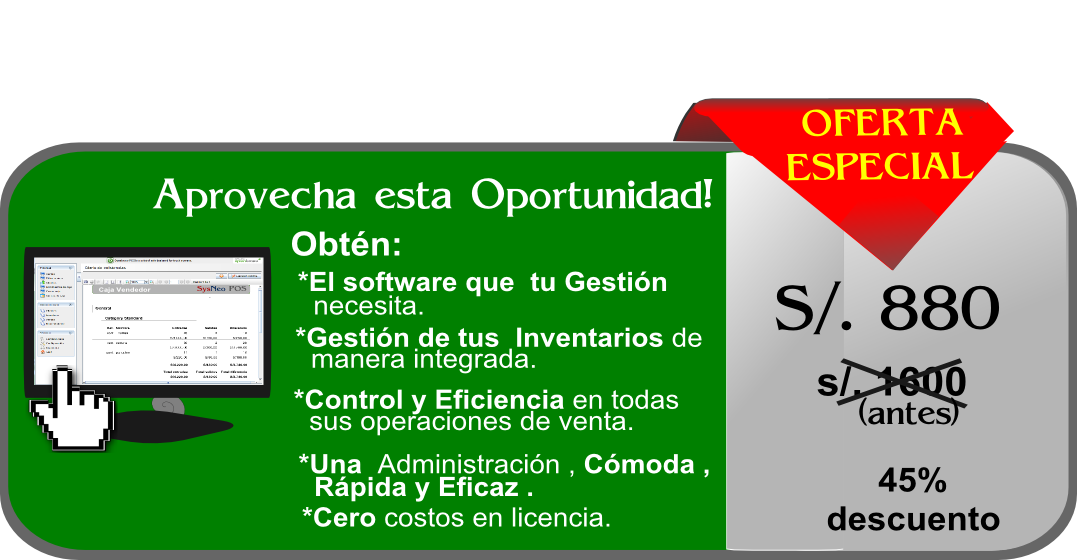 OFERTA
ESPECIAL
Aprovecha esta Oportunidad!
Obtén:
*El software que tu Gestión
necesita.
*Gestión de tus Inventarios de
manera integrada.
*Control y Eficiencia en todas
sus operaciones de venta.
*Una Administración , Cómoda ,
Rápida y Eficaz .
*Cero costos en licencia.
Caja Vendedor
SysNeo POS
Category Standard
S/. 880
s/. 1600
(antes)
45%
descuento